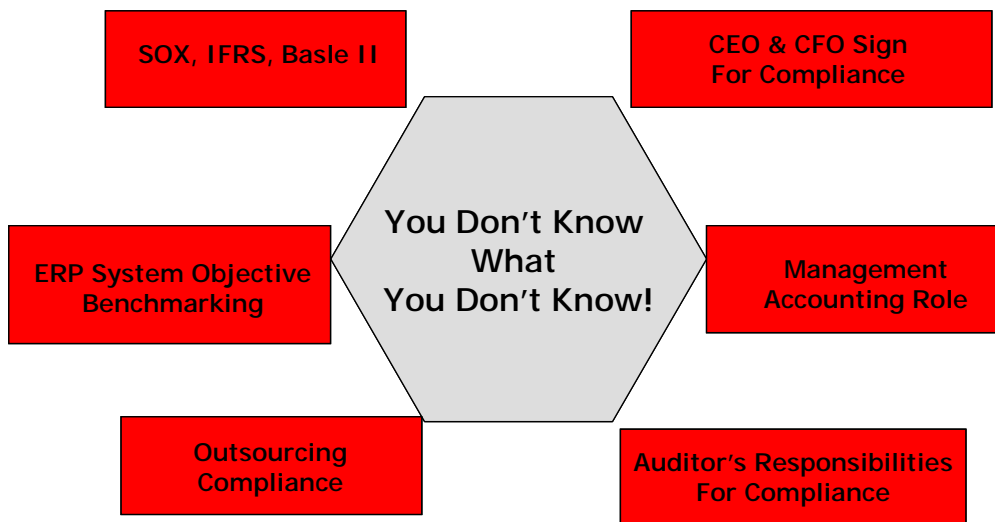 SOX, IFRS, Basle II
CEO & CFO Sign
For Compliance
You Don't Know
What
You Don't Know!
ERP System Objective
Benchmarking
Management
Accounting Role
Outsourcing
Compliance
Auditor's Responsibilities
For Compliance